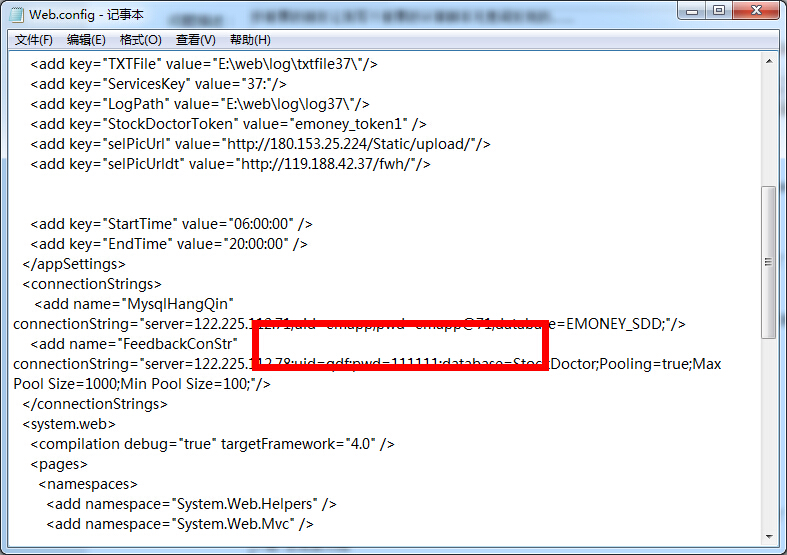 Web.config - 记事本
文件(F) 编辑(E) 格式(O) 查看(V) 帮助(H)
<add key="TXTFile" value="E:\web\log\txtfile37\"/>
<add key="ServicesKey" value="37:"/>
<add key="LogPath" value="E:\web\log\log37\"/>
<add key="StockDoctorToken" value="emoney_token1" />
<add key="selPicUrl" value="http://180.153.25.224/Static/upload/"/>
<add key="selPicUrldt" value="http://119.188.42.37/fwh/"/>
<add key="StartTime" value="06:00:00" />
<add key="EndTime" value="20:00:00" />
</appSettings>
<connectionStrings>
<add name="MysqlHangQin"
connectionString="server=122.225. =EMONEY_SDD;"/>
<add name="FeedbackConStr"
connectionString="server=122.225. Doctor;Pooling=true;Max
Pool Size=1000;Min Pool Size=100;"/>
</connectionStrings>
<system.web>
<compilation debug="true" targetFramework="4.0" />
<pages>
<namespaces>
<add namespace="System.Web.Helpers" />
<add namespace="System.Web.Mvc" />